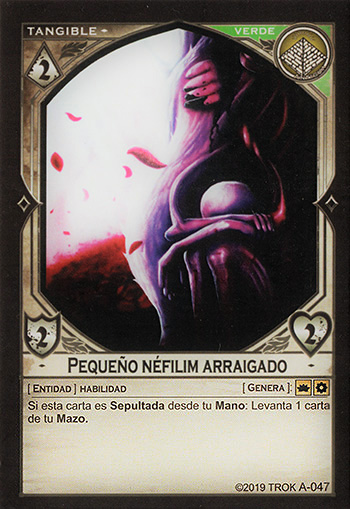 TANGIBLE
VERDE
2
2
2
PEQUEÑO NÉFILIM ARRAIGADO
[ENTIDAD] HABILIDAD
[GENERA]:
Si esta carta es Sepultada desde tu Mano: Levanta 1 carta
de tu Mazo.
©2019 TROK A-047